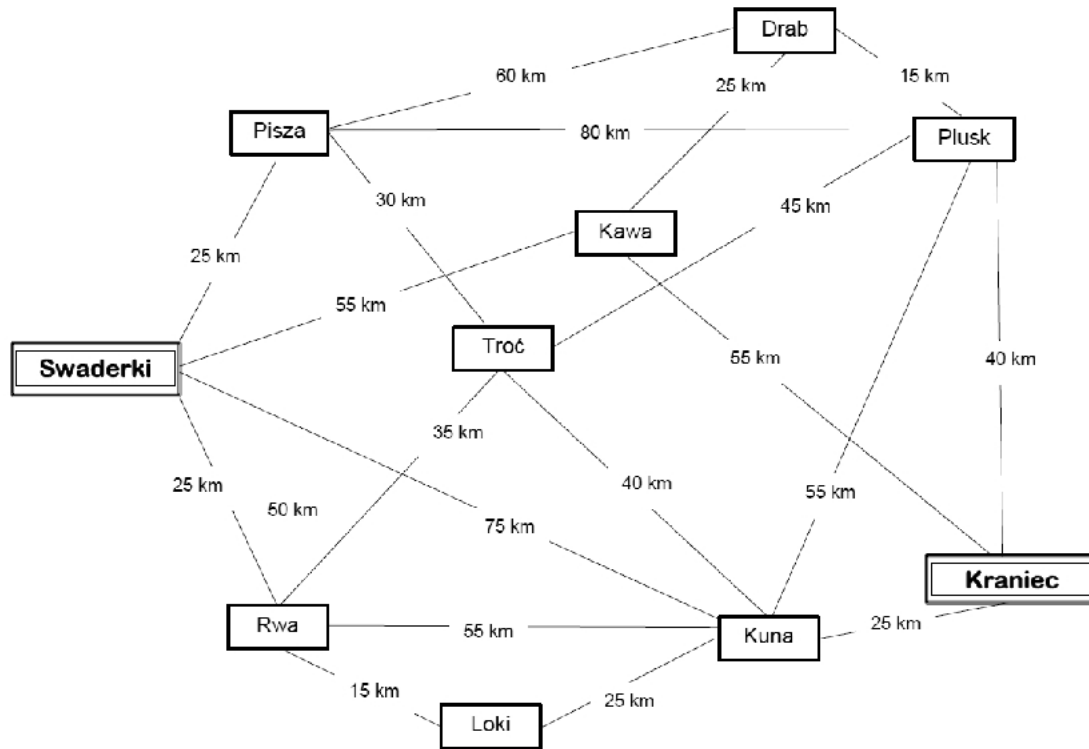 Drab
60 km
25 km
15 km
Pisza
80 km
Plusk
30 km
45 km
Kawa
25 km
55 km
Troć
55 km
40 km
Swaderki
35 km
25 km
50 km
75 km
40 km
55 km
Kraniec
Rwa
55 km
Kuna
25 km
15 km
25 km
Loki